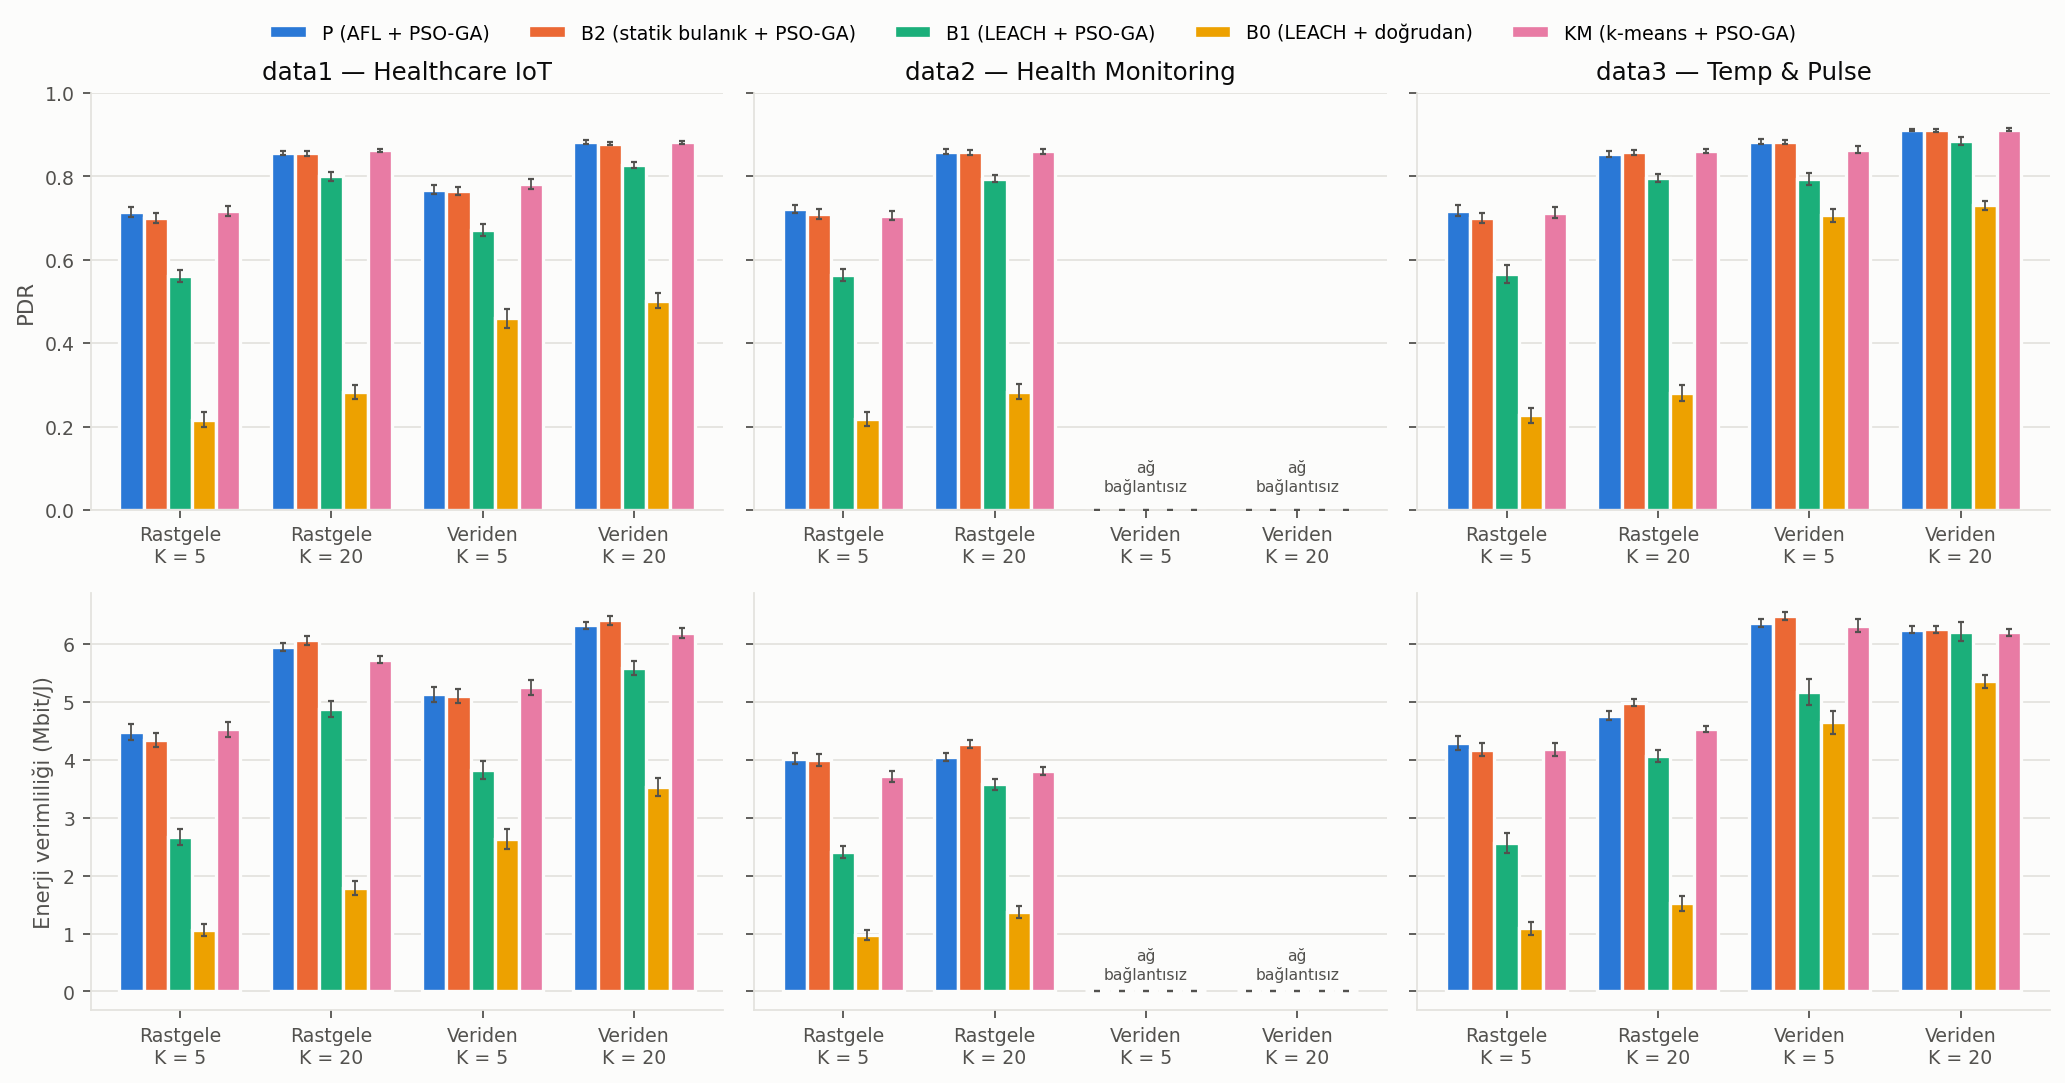 P (AFL + PSO-GA) B2 (statik bulanık + PSO-GA) B1 (LEACH + PSO-GA) B0 (LEACH + doğrudan) KM (k-means + PSO-GA)
data1 — Healthcare IoT data2 — Health Monitoring data3 — Temp & Pulse
PDR
1.0
0.8
0.6
0.4
0.2
0.0
ağ
bağlantısız
ağ
bağlantısız
Rastgele
K = 5
Rastgele
K = 20
Veriden
K = 5
Veriden
K = 20
Rastgele
K = 5
Rastgele
K = 20
Veriden
K = 5
Veriden
K = 20
Rastgele
K = 5
Rastgele
K = 20
Veriden
K = 5
Veriden
K = 20
Enerji verimliliği (Mbit/J)
6
5
4
3
2
1
0
ağ
bağlantısız
ağ
bağlantısız
Rastgele
K = 5
Rastgele
K = 20
Veriden
K = 5
Veriden
K = 20
Rastgele
K = 5
Rastgele
K = 20
Veriden
K = 5
Veriden
K = 20
Rastgele
K = 5
Rastgele
K = 20
Veriden
K = 5
Veriden
K = 20